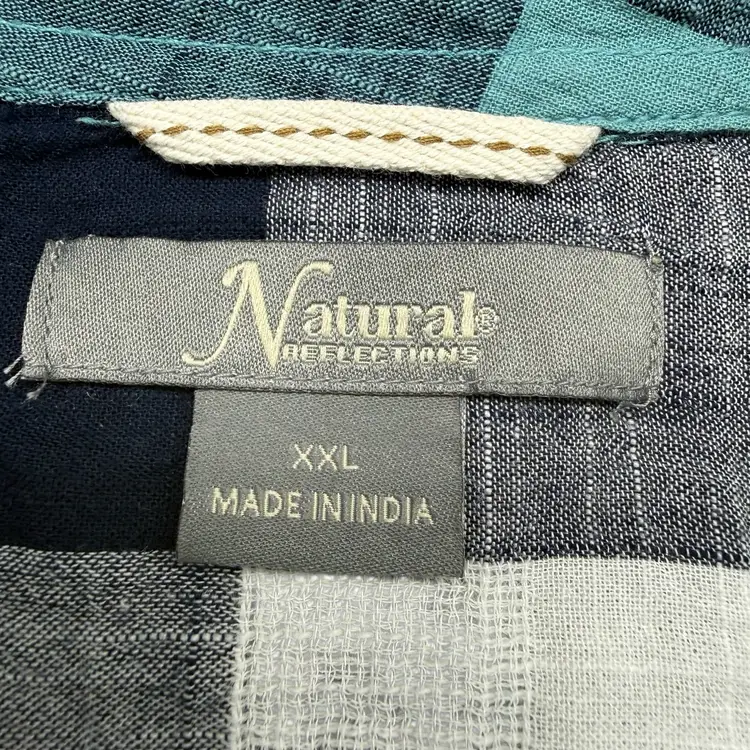 Natural®
REFLECTIONS
XXL
MADE IN INDIA